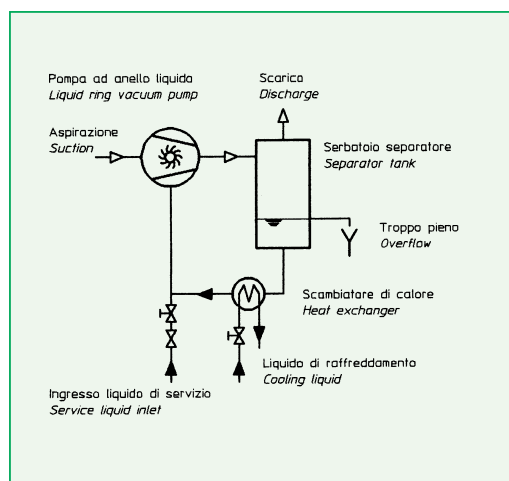 Pompa ad anello liquido
Liquid ring vacuum pump
Scarico
Discharge
Aspirazione
Suction
Serbatoio separatore
Separator tank
Troppo pieno
Overflow
Scambiatore di calore
Heat exchanger
Liquido di raffreddamento
Cooling liquid
Ingresso liquido di servizio
Service liquid inlet